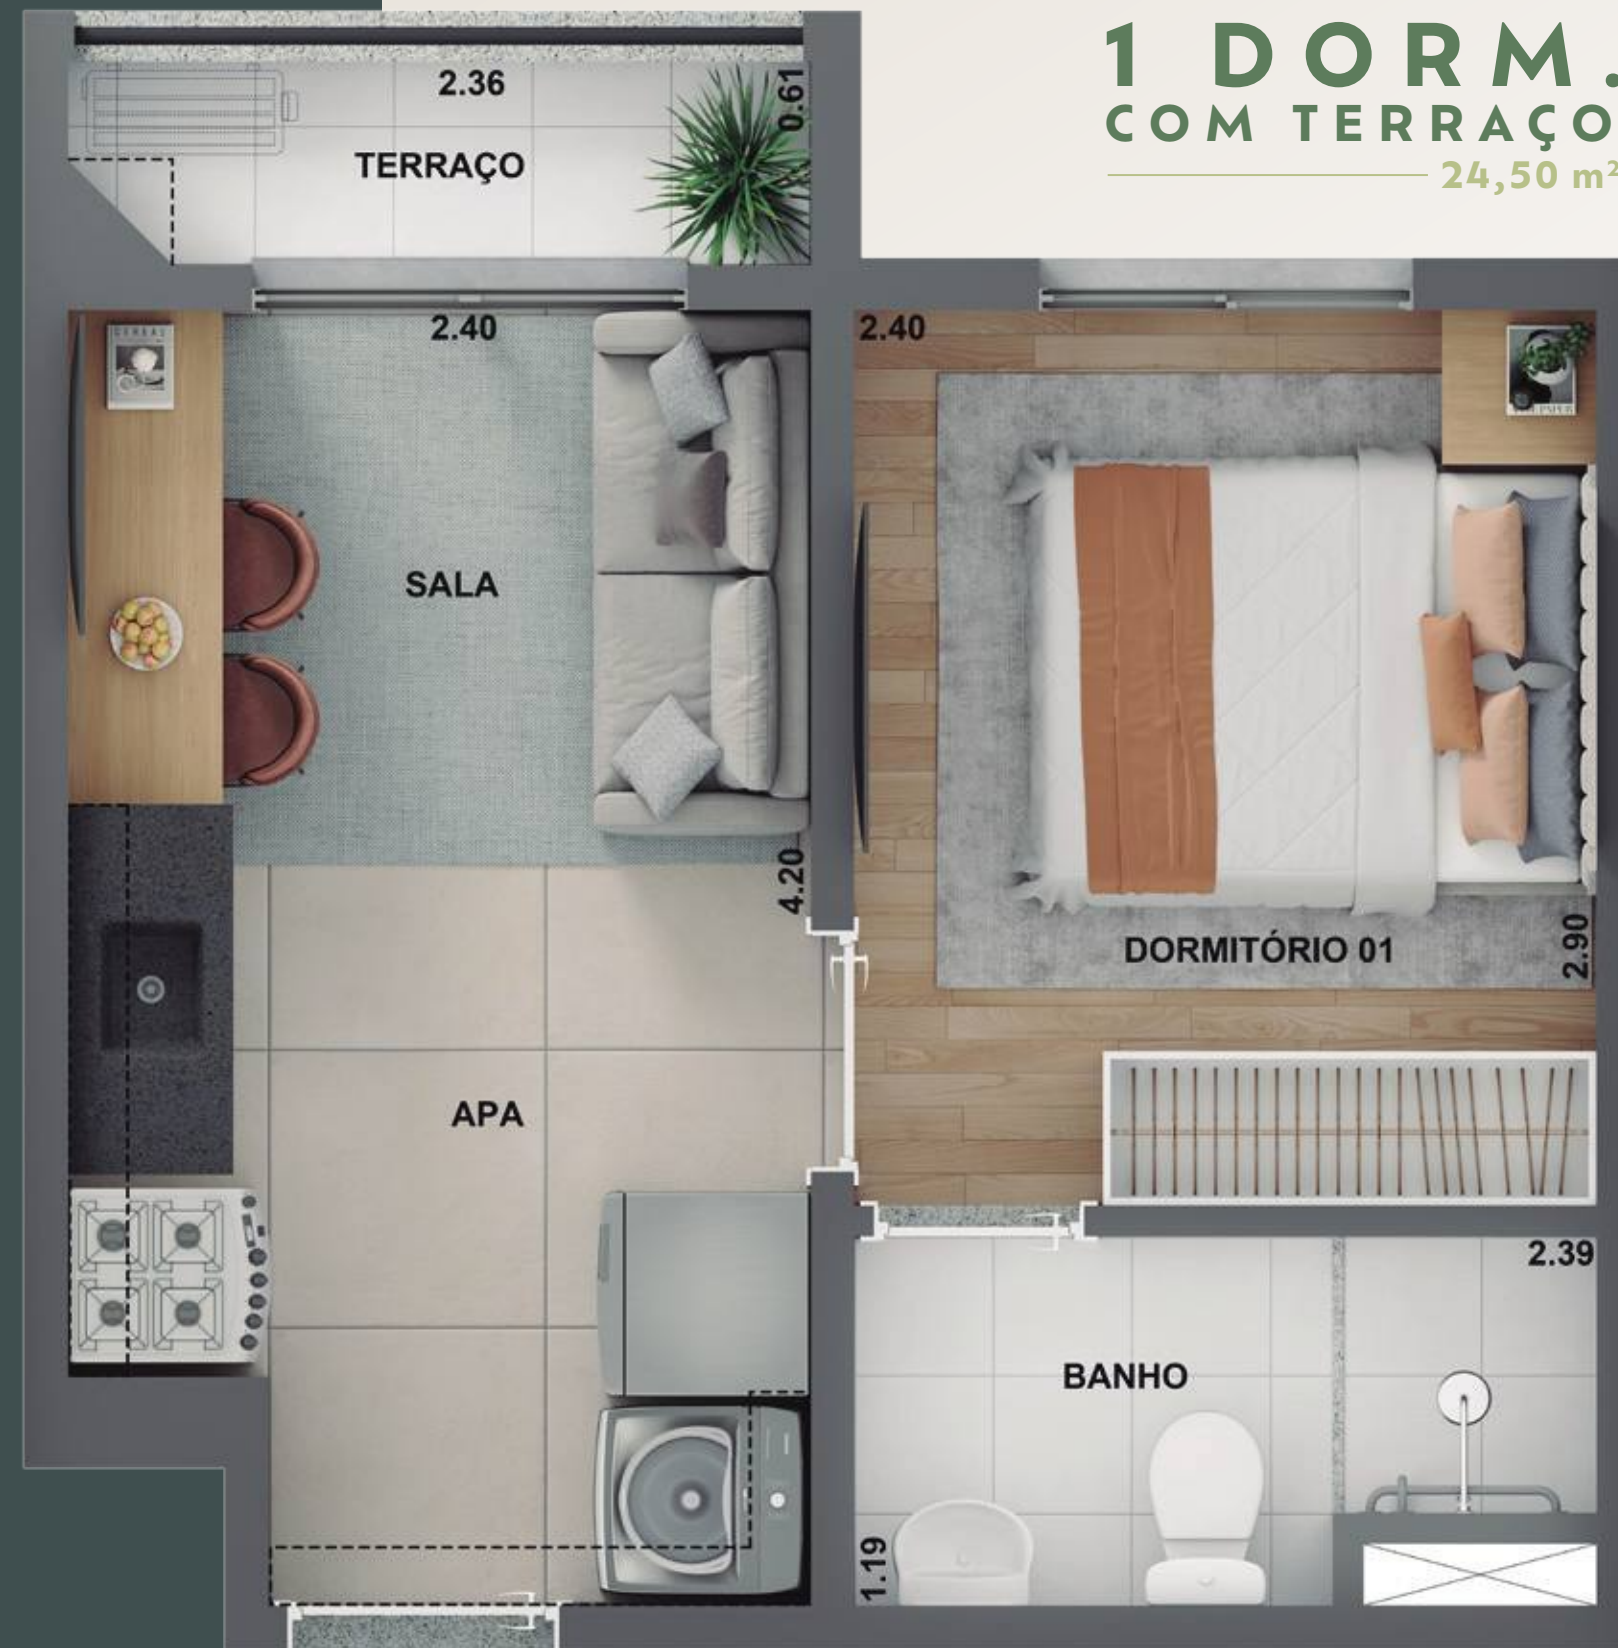 1 DORM.
COM TERRAÇO
24,50 m²
2.36
0.61
TERRAÇO
2.40
2.40
SALA
4.20
DORMITÓRIO 01
2.90
APA
2.39
BANHO
1.19